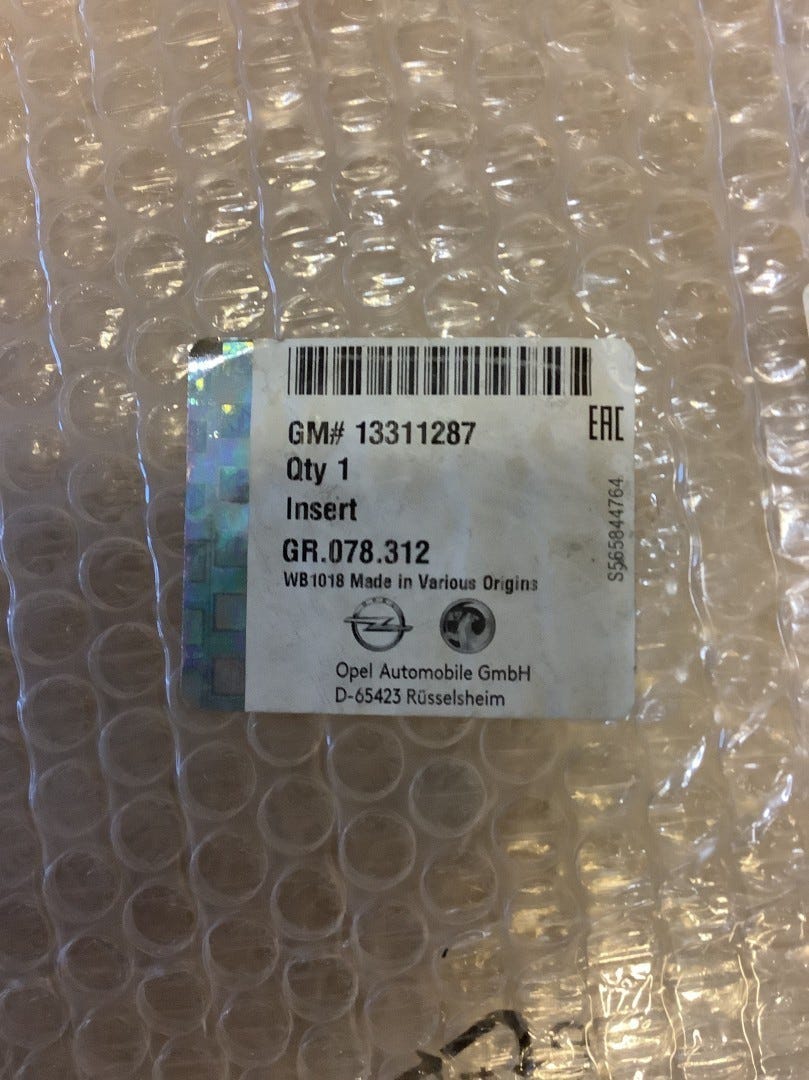 GM# 13311287
EAC
Qty 1
Insert
GR.078.312
WB1018 Made in Various Origins
S565844764
Opel Automobile GmbH
D-65423 Rüsselsheim